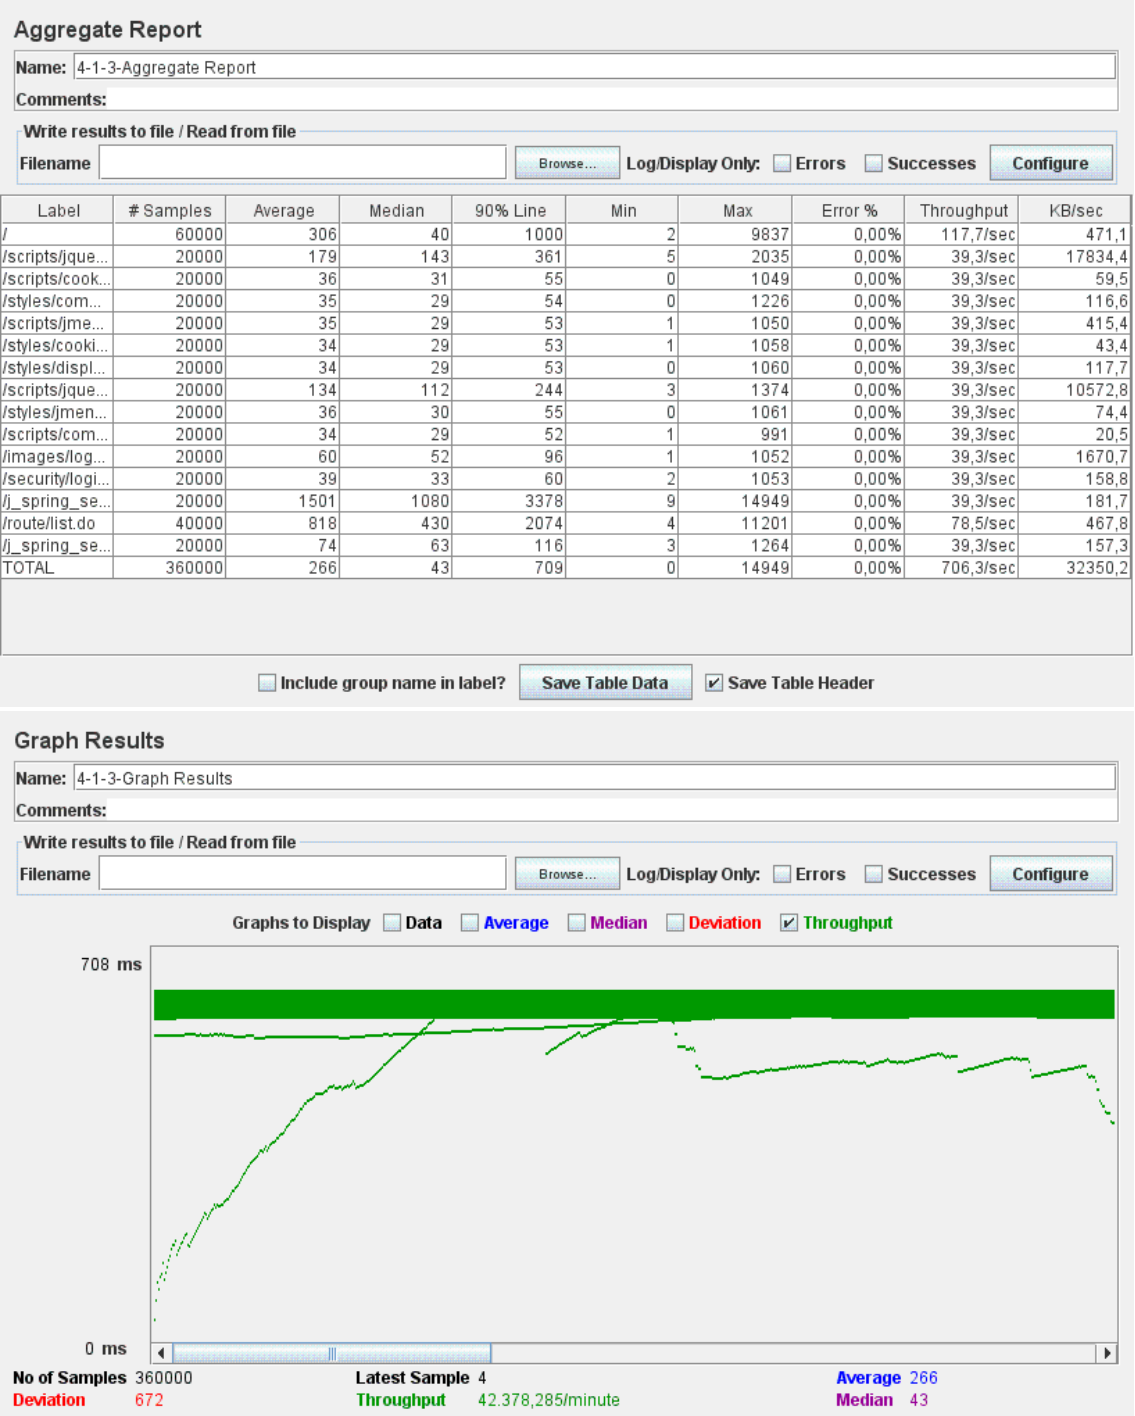 Aggregate Report
Name: 4-1-3-Aggregate Report
Comments:
Write results to file / Read from file
Filename Browse... Log/Display Only: Errors Successes Configure
Label # Samples Average Median 90% Line Min Max Error % Throughput KB/sec
/ 60000 306 40 1000 2 9837 0,00% 117,7/sec 471,1
/scripts/jque... 20000 179 143 361 5 2035 0,00% 39,3/sec 17834,4
/scripts/cook... 20000 36 31 55 0 1049 0,00% 39,3/sec 59,5
/styles/com... 20000 35 29 54 0 1226 0,00% 39,3/sec 116,6
/scripts/jme... 20000 35 29 53 1 1050 0,00% 39,3/sec 415,4
/styles/cooki... 20000 34 29 53 1 1058 0,00% 39,3/sec 43,4
/styles/displ... 20000 34 29 53 0 1060 0,00% 39,3/sec 117,7
/scripts/jque... 20000 134 112 244 3 1374 0,00% 39,3/sec 10572,8
/styles/jmen... 20000 36 30 55 0 1061 0,00% 39,3/sec 74,4
/scripts/com... 20000 34 29 52 1 991 0,00% 39,3/sec 20,5
/images/log... 20000 60 52 96 1 1052 0,00% 39,3/sec 1670,7
/security/logi... 20000 39 33 60 2 1053 0,00% 39,3/sec 158,8
/j_spring_se... 20000 1501 1080 3378 9 14949 0,00% 39,3/sec 181,7
/route/list.do 40000 818 430 2074 4 11201 0,00% 78,5/sec 467,8
/j_spring_se... 20000 74 63 116 3 1264 0,00% 39,3/sec 157,3
TOTAL 360000 266 43 709 0 14949 0,00% 706,3/sec 32350,2
Include group name in label? Save Table Data Save Table Header
Graph Results
Name: 4-1-3-Graph Results
Comments:
Write results to file / Read from file
Filename Browse... Log/Display Only: Errors Successes Configure
Graphs to Display Data Average Median Deviation Throughput
708 ms
0 ms
No of Samples 360000 Latest Sample 4 Average 266
Deviation 672 Throughput 42.378,285/minute Median 43